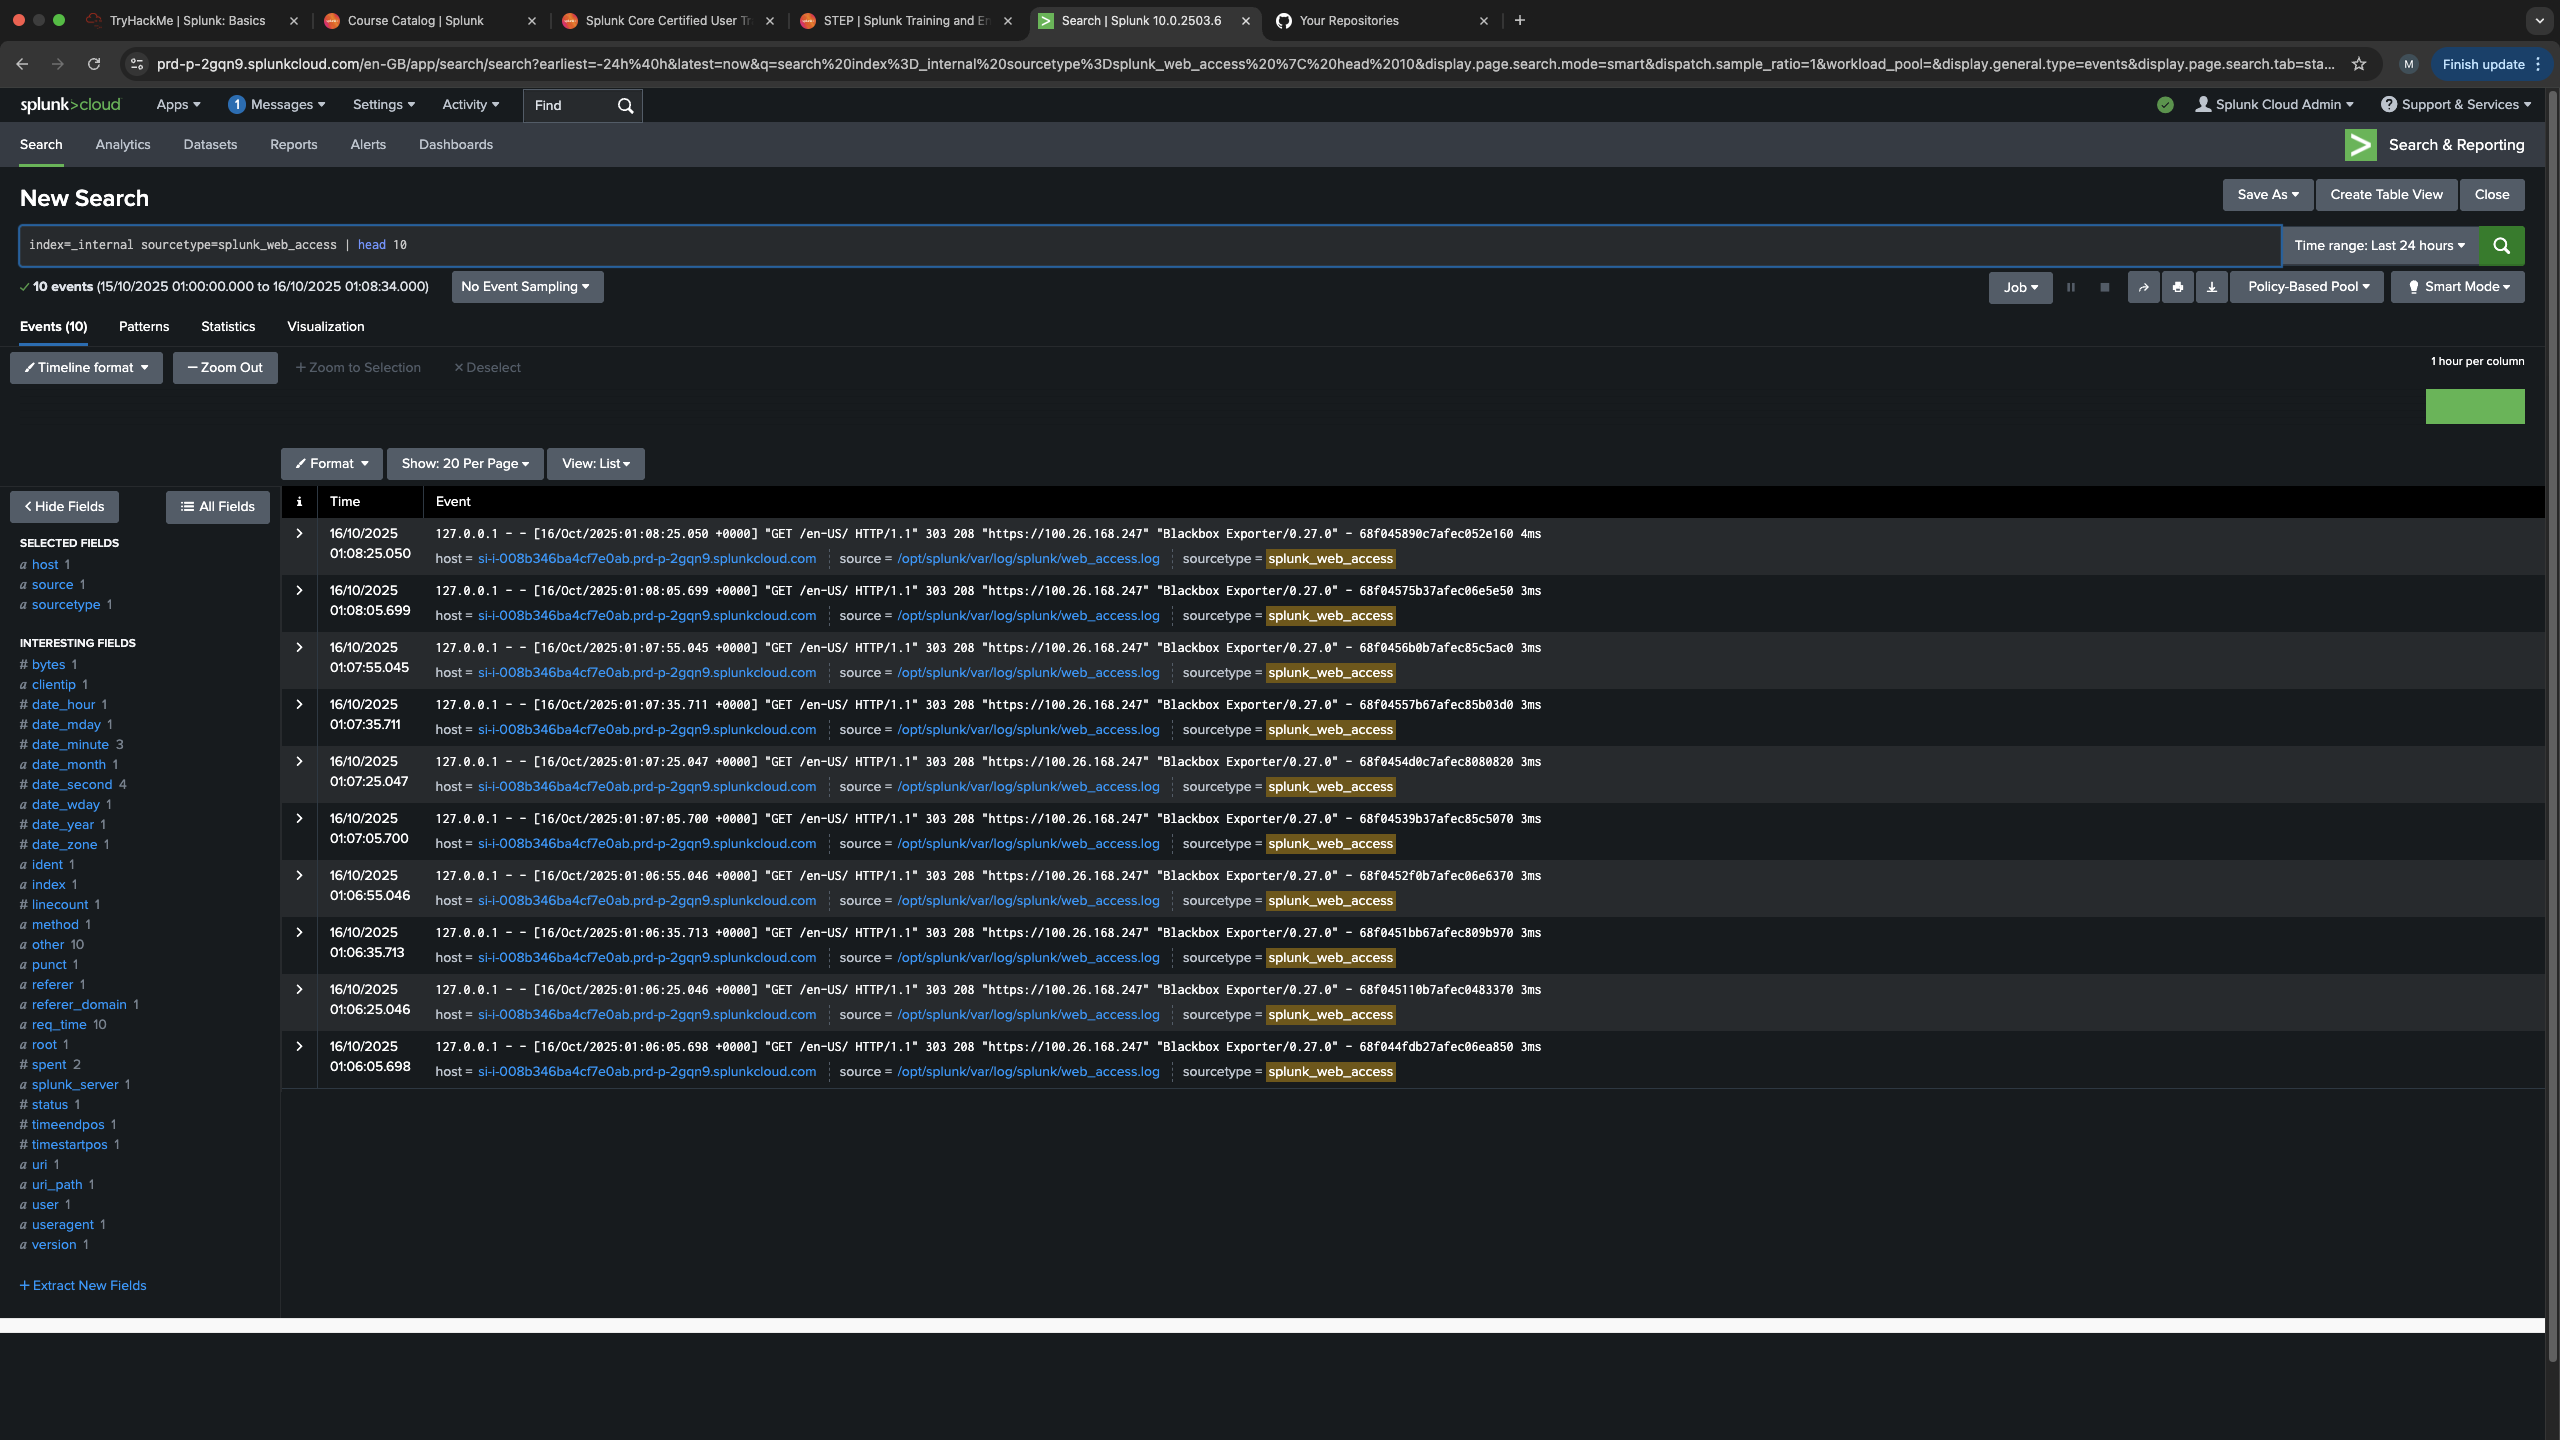 TryHackMe | Splunk: Basics
Course Catalog | Splunk
Splunk Core Certified User Tr
STEP | Splunk Training and En
Search | Splunk 10.0.2503.6
Your Repositories
prd-p-2gqn9.splunkcloud.com/en-GB/app/search/search?earliest=-24h%40h&latest=now&q=search%20index%3D_internal%20sourcetype%3Dsplunk_web_access%20%7C%20head%2010&display.page.search.mode=smart&dispatch.sample_ratio=1&workload_pool=&display.general.type=events&display.page.search.tab=sta...
M
Finish update
splunk>cloud
Apps
1 Messages
Settings
Activity
Find
Splunk Cloud Admin
? Support & Services
Search
Analytics
Datasets
Reports
Alerts
Dashboards
Search & Reporting
New Search
Save As
Create Table View
Close
index=_internal sourcetype=splunk_web_access | head 10
Time range: Last 24 hours
10 events (15/10/2025 01:00:00.000 to 16/10/2025 01:08:34.000)
No Event Sampling
Job
Policy-Based Pool
Smart Mode
Events (10)
Patterns
Statistics
Visualization
Timeline format
Zoom Out
+ Zoom to Selection
× Deselect
1 hour per column
Format
Show: 20 Per Page
View: List
< Hide Fields
All Fields
SELECTED FIELDS
a host 1
a source 1
a sourcetype 1
INTERESTING FIELDS
# bytes 1
a clientip 1
# date_hour 1
# date_mday 1
# date_minute 3
a date_month 1
# date_second 4
a date_wday 1
# date_year 1
# date_zone 1
a ident 1
a index 1
# linecount 1
a method 1
a other 10
a punct 1
a referer 1
a referer_domain 1
a req_time 10
a root 1
# spent 2
a splunk_server 1
# status 1
# timeendpos 1
# timestartpos 1
a uri 1
a uri_path 1
a user 1
a useragent 1
a version 1
+ Extract New Fields
i Time Event
16/10/2025 01:08:25.050
127.0.0.1 - - [16/Oct/2025:01:08:25.050 +0000] "GET /en-US/ HTTP/1.1" 303 208 "https://100.26.168.247" "Blackbox Exporter/0.27.0" - 68f045890c7afec052e160 4ms
host = si-i-008b346ba4cf7e0ab.prd-p-2gqn9.splunkcloud.com source = /opt/splunk/var/log/splunk/web_access.log sourcetype = splunk_web_access
16/10/2025 01:08:05.699
127.0.0.1 - - [16/Oct/2025:01:08:05.699 +0000] "GET /en-US/ HTTP/1.1" 303 208 "https://100.26.168.247" "Blackbox Exporter/0.27.0" - 68f04575b37afec06e5e50 3ms
host = si-i-008b346ba4cf7e0ab.prd-p-2gqn9.splunkcloud.com source = /opt/splunk/var/log/splunk/web_access.log sourcetype = splunk_web_access
16/10/2025 01:07:55.045
127.0.0.1 - - [16/Oct/2025:01:07:55.045 +0000] "GET /en-US/ HTTP/1.1" 303 208 "https://100.26.168.247" "Blackbox Exporter/0.27.0" - 68f0456b0b7afec85c5ac0 3ms
host = si-i-008b346ba4cf7e0ab.prd-p-2gqn9.splunkcloud.com source = /opt/splunk/var/log/splunk/web_access.log sourcetype = splunk_web_access
16/10/2025 01:07:35.711
127.0.0.1 - - [16/Oct/2025:01:07:35.711 +0000] "GET /en-US/ HTTP/1.1" 303 208 "https://100.26.168.247" "Blackbox Exporter/0.27.0" - 68f04557b67afec85b03d0 3ms
host = si-i-008b346ba4cf7e0ab.prd-p-2gqn9.splunkcloud.com source = /opt/splunk/var/log/splunk/web_access.log sourcetype = splunk_web_access
16/10/2025 01:07:25.047
127.0.0.1 - - [16/Oct/2025:01:07:25.047 +0000] "GET /en-US/ HTTP/1.1" 303 208 "https://100.26.168.247" "Blackbox Exporter/0.27.0" - 68f0454d0c7afec8080820 3ms
host = si-i-008b346ba4cf7e0ab.prd-p-2gqn9.splunkcloud.com source = /opt/splunk/var/log/splunk/web_access.log sourcetype = splunk_web_access
16/10/2025 01:07:05.700
127.0.0.1 - - [16/Oct/2025:01:07:05.700 +0000] "GET /en-US/ HTTP/1.1" 303 208 "https://100.26.168.247" "Blackbox Exporter/0.27.0" - 68f04539b37afec85c5070 3ms
host = si-i-008b346ba4cf7e0ab.prd-p-2gqn9.splunkcloud.com source = /opt/splunk/var/log/splunk/web_access.log sourcetype = splunk_web_access
16/10/2025 01:06:55.046
127.0.0.1 - - [16/Oct/2025:01:06:55.046 +0000] "GET /en-US/ HTTP/1.1" 303 208 "https://100.26.168.247" "Blackbox Exporter/0.27.0" - 68f0452f0b7afec06e6370 3ms
host = si-i-008b346ba4cf7e0ab.prd-p-2gqn9.splunkcloud.com source = /opt/splunk/var/log/splunk/web_access.log sourcetype = splunk_web_access
16/10/2025 01:06:35.713
127.0.0.1 - - [16/Oct/2025:01:06:35.713 +0000] "GET /en-US/ HTTP/1.1" 303 208 "https://100.26.168.247" "Blackbox Exporter/0.27.0" - 68f0451bb67afec809b970 3ms
host = si-i-008b346ba4cf7e0ab.prd-p-2gqn9.splunkcloud.com source = /opt/splunk/var/log/splunk/web_access.log sourcetype = splunk_web_access
16/10/2025 01:06:25.046
127.0.0.1 - - [16/Oct/2025:01:06:25.046 +0000] "GET /en-US/ HTTP/1.1" 303 208 "https://100.26.168.247" "Blackbox Exporter/0.27.0" - 68f045110b7afec0483370 3ms
host = si-i-008b346ba4cf7e0ab.prd-p-2gqn9.splunkcloud.com source = /opt/splunk/var/log/splunk/web_access.log sourcetype = splunk_web_access
16/10/2025 01:06:05.698
127.0.0.1 - - [16/Oct/2025:01:06:05.698 +0000] "GET /en-US/ HTTP/1.1" 303 208 "https://100.26.168.247" "Blackbox Exporter/0.27.0" - 68f044fdb27afec06ea850 3ms
host = si-i-008b346ba4cf7e0ab.prd-p-2gqn9.splunkcloud.com source = /opt/splunk/var/log/splunk/web_access.log sourcetype = splunk_web_access